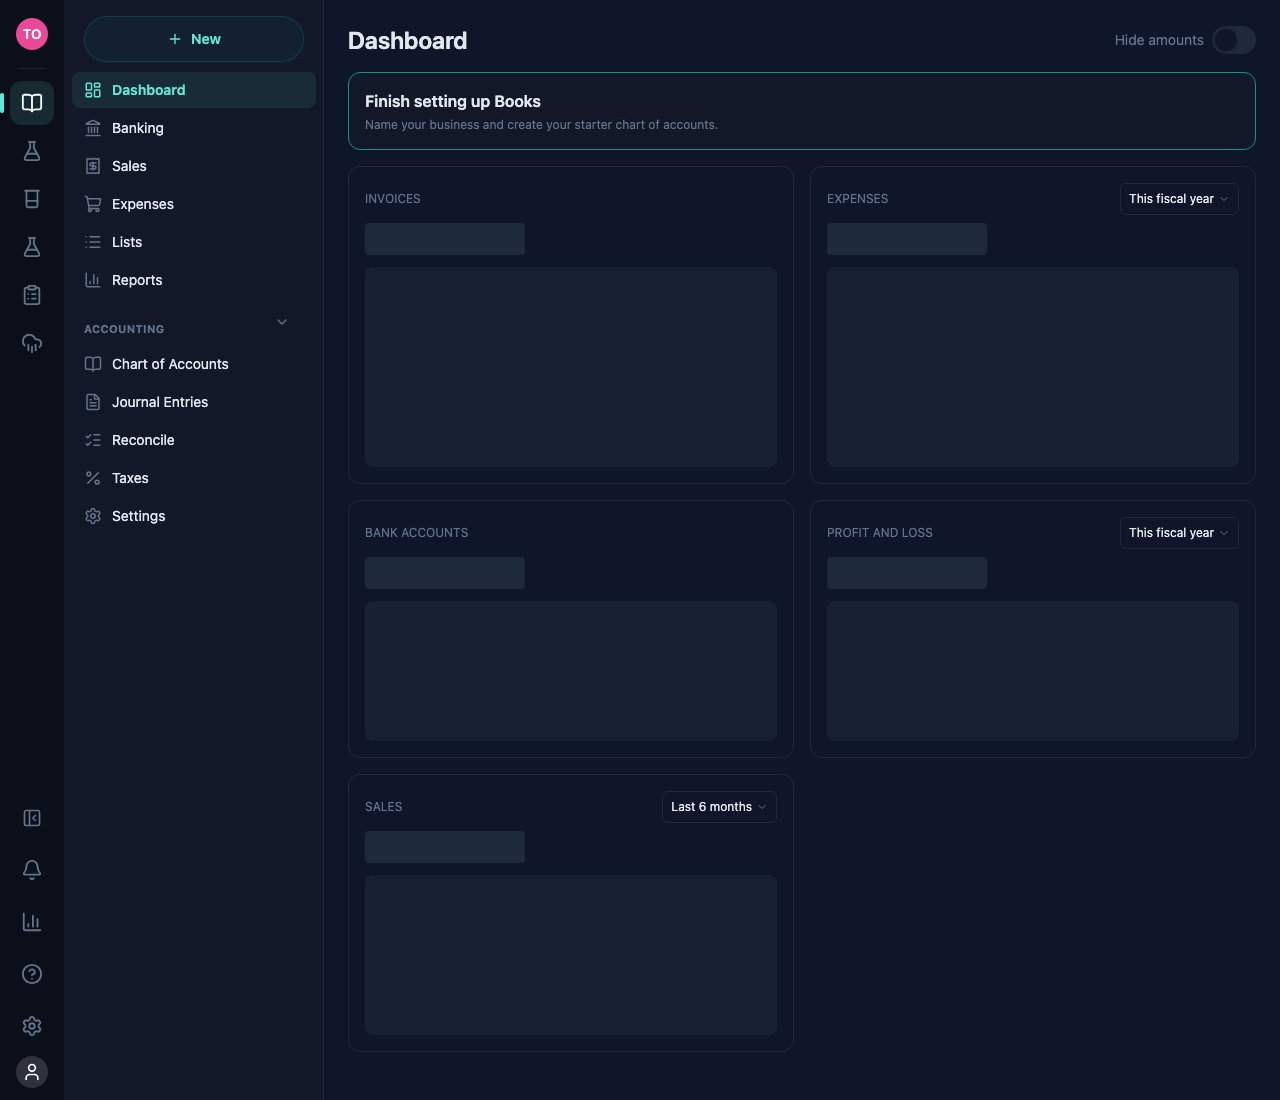 TO
New
Dashboard
Banking
Sales
Expenses
Lists
Reports
ACCOUNTING
Chart of Accounts
Journal Entries
Reconcile
Taxes
Settings
Dashboard
Hide amounts
Finish setting up Books
Name your business and create your starter chart of accounts.
INVOICES
EXPENSES
This fiscal year
BANK ACCOUNTS
PROFIT AND LOSS
This fiscal year
SALES
Last 6 months